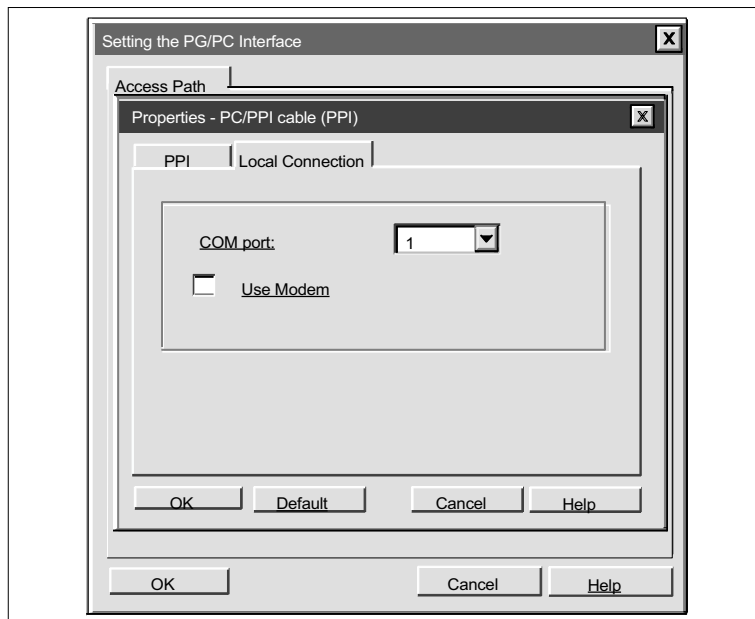 Setting the PG/PC Interface X
Access Path
Properties - PC/PPI cable (PPI) X
PPI Local Connection
COM port: 1
Use Modem
OK Default Cancel Help
OK Cancel Help